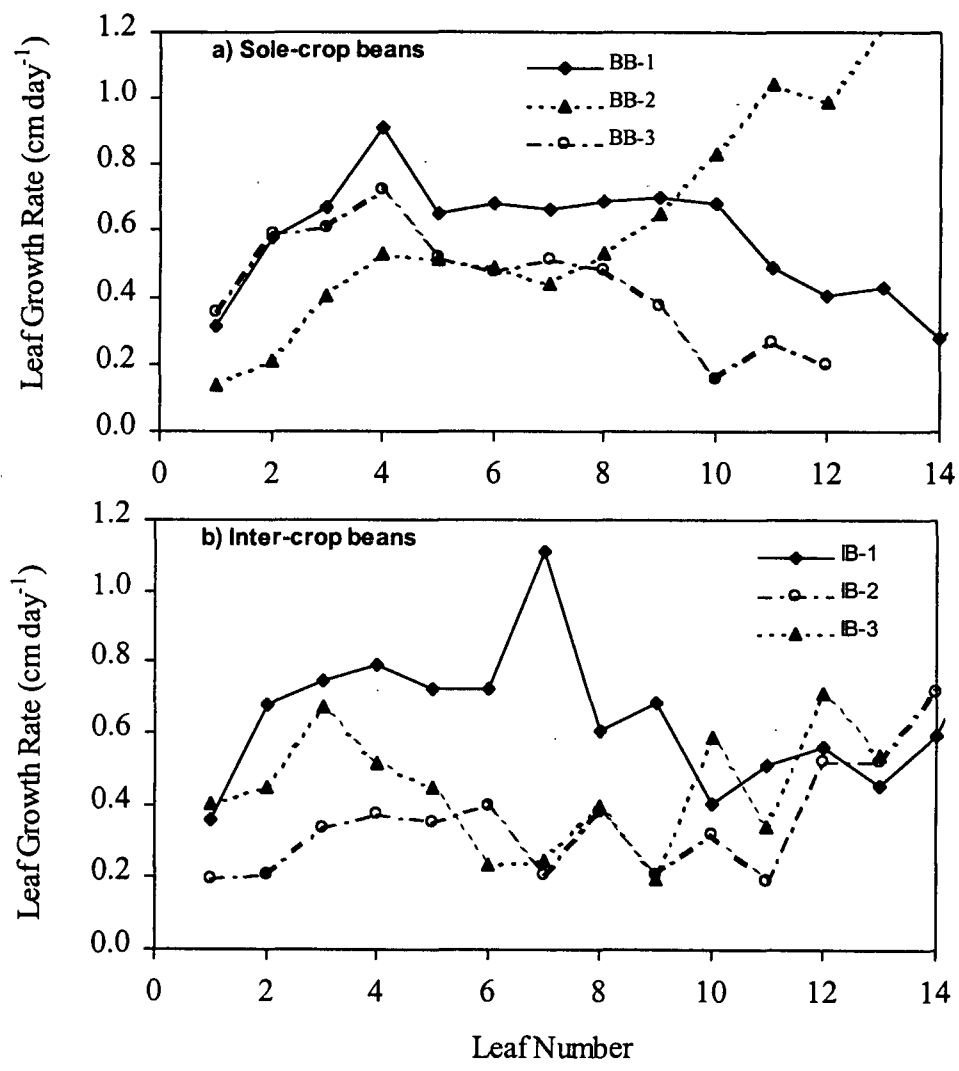 Leaf Growth Rate (cm day-1)
1.2
1.0
0.8
0.6
0.4
0.2
0.0
a) Sole-crop beans
BB-1
BB-2
BB-3
0 2 4 6 8 10 12 14
Leaf Growth Rate (cm day-1)
1.2
1.0
0.8
0.6
0.4
0.2
0.0
b) Inter-crop beans
IB-1
IB-2
IB-3
0 2 4 6 8 10 12 14
Leaf Number